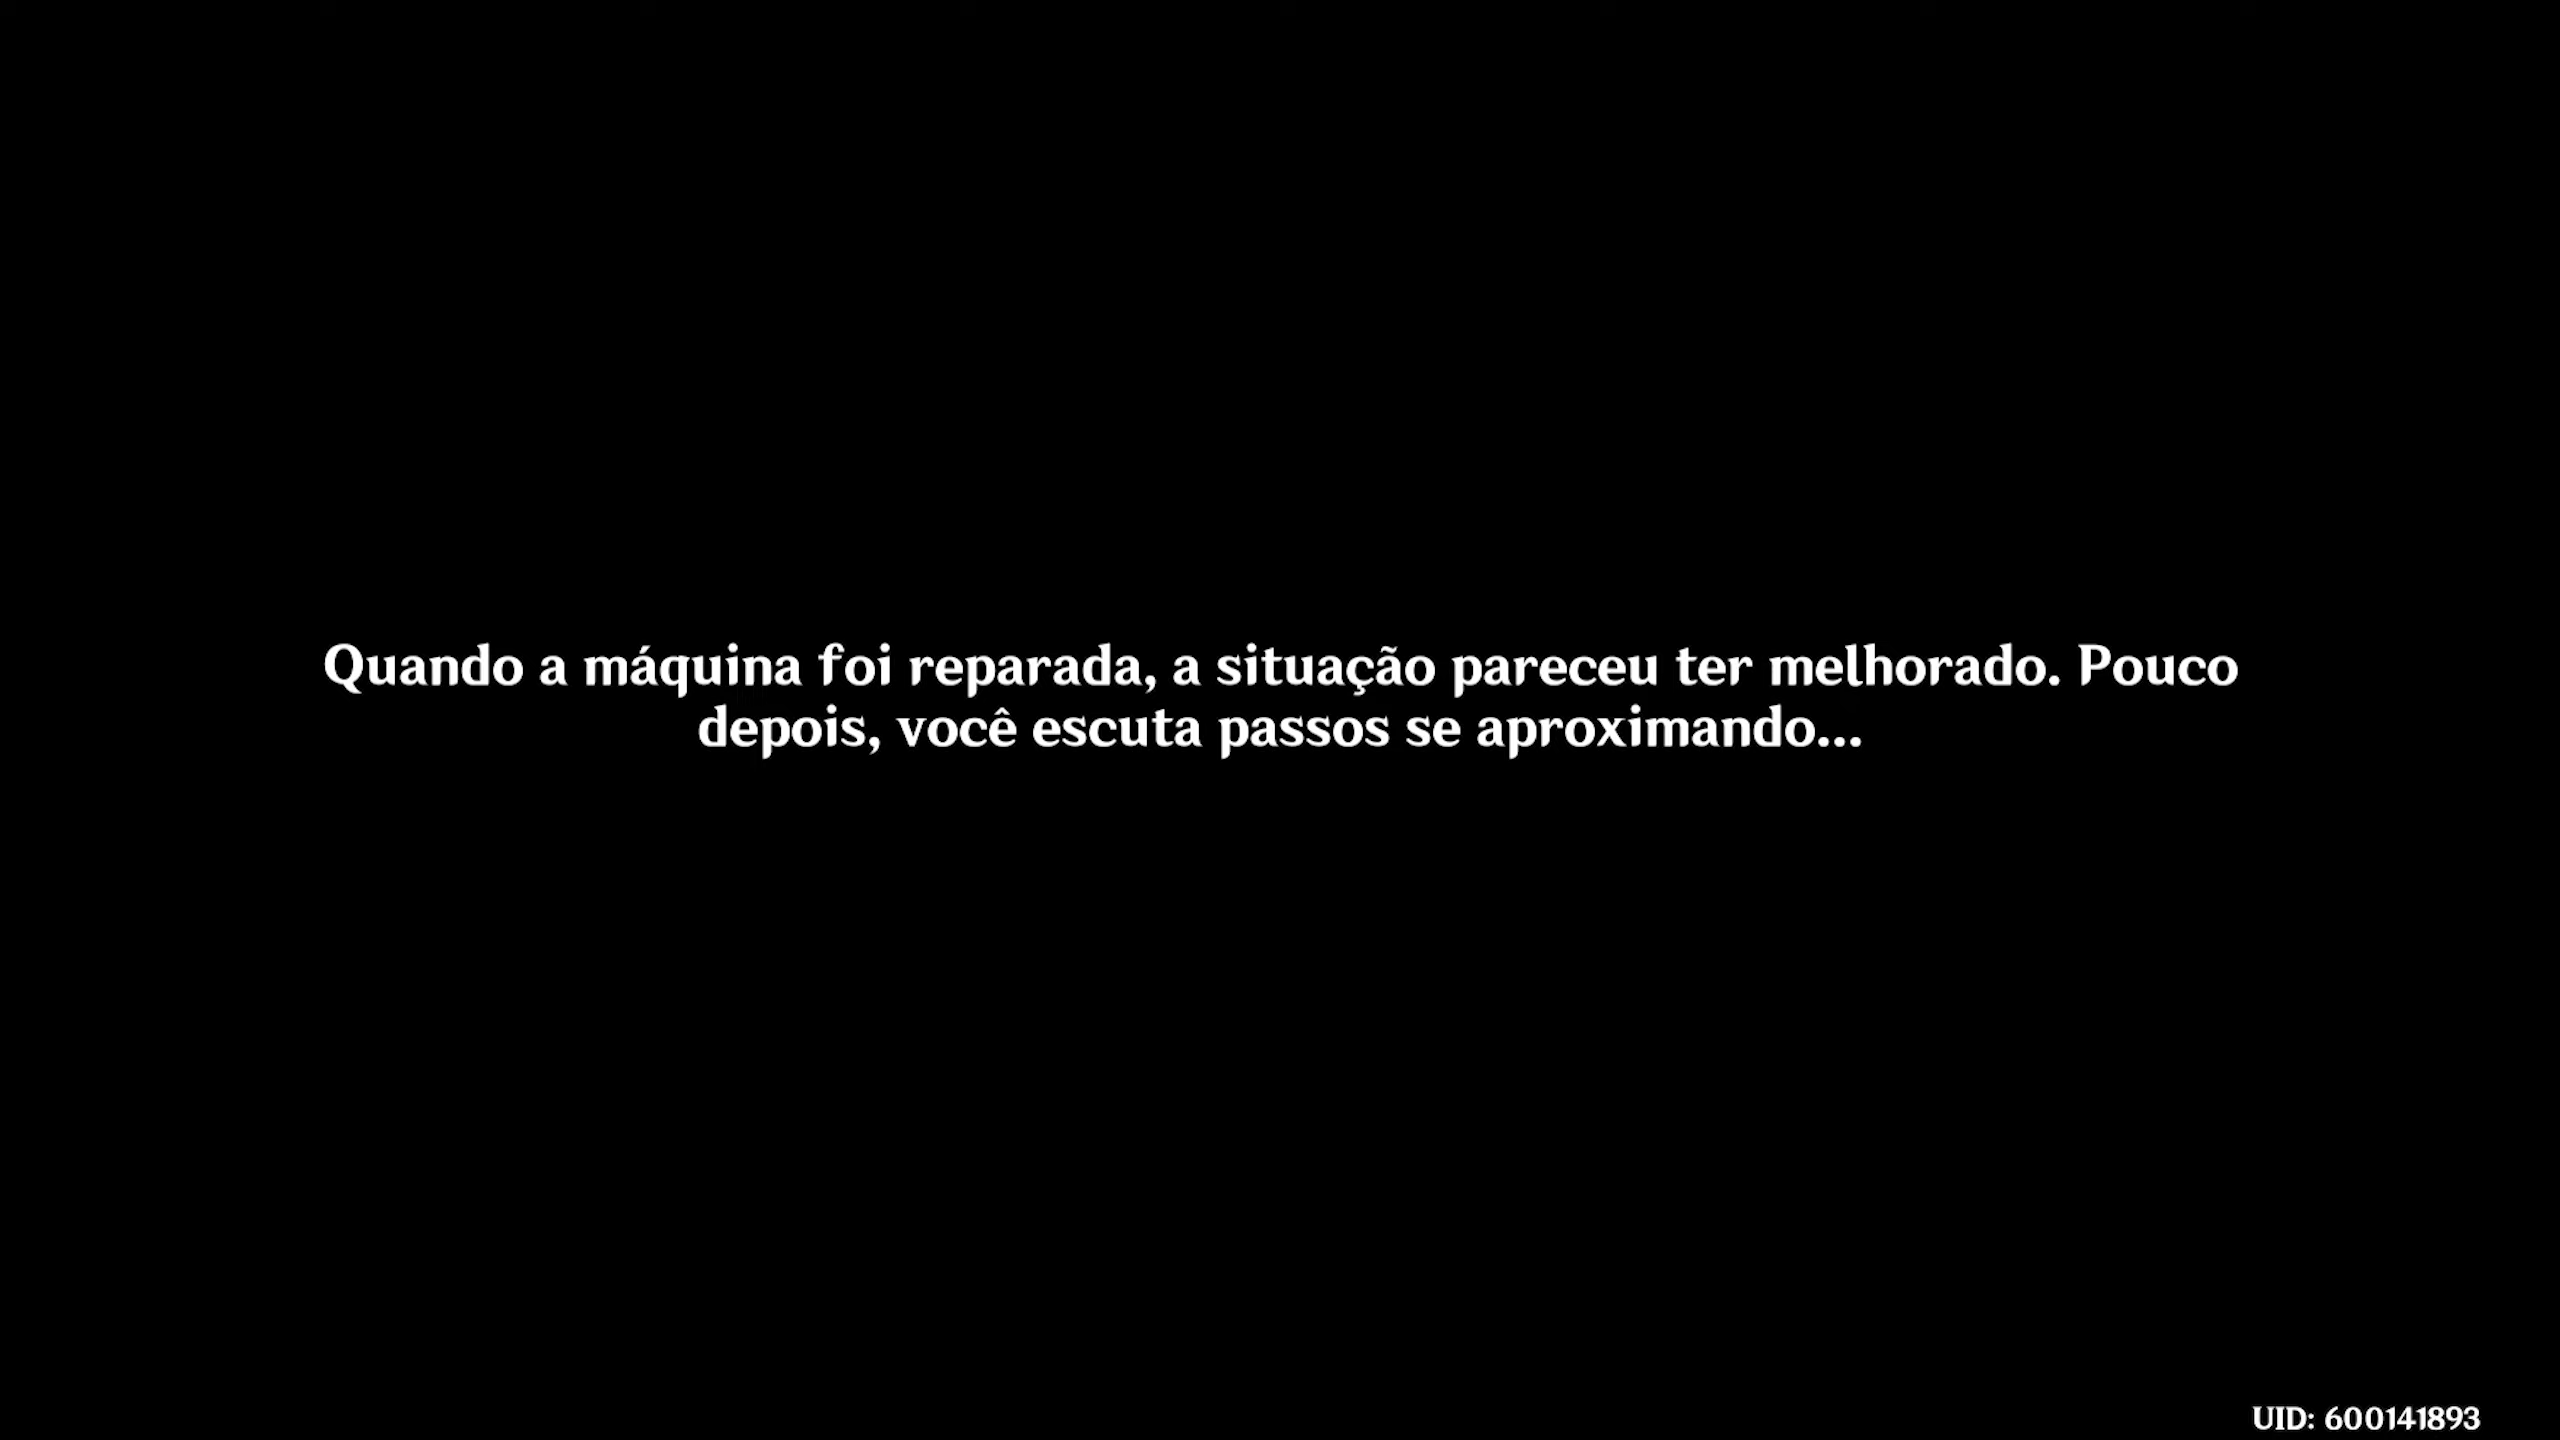 Quando a máquina foi reparada, a situação pareceu ter melhorado. Pouco
depois, você escuta passos se aproximando...
UID: 600141893